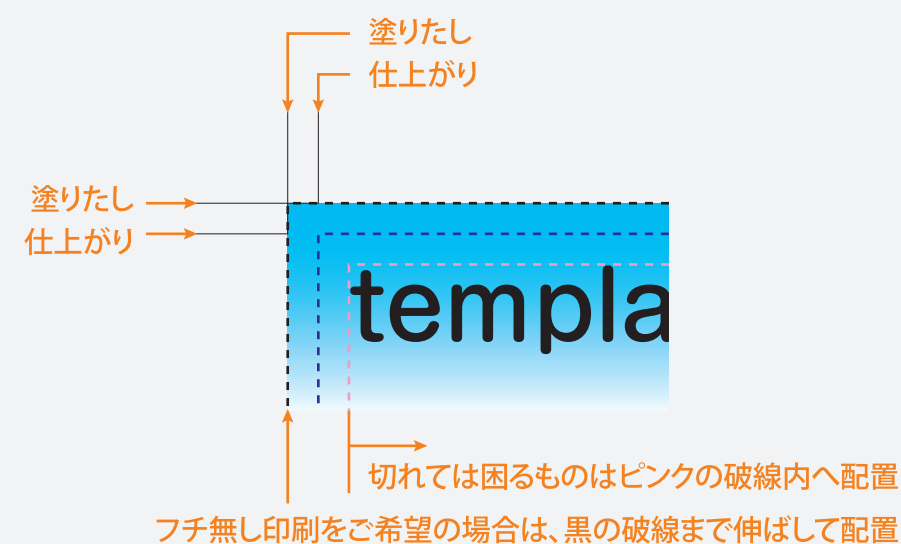 塗りたし
仕上がり
塗りたし
仕上がり
templa
切れては困るものはピンクの破線内へ配置
フチ無し印刷をご希望の場合は、黒の破線まで伸ばして配置